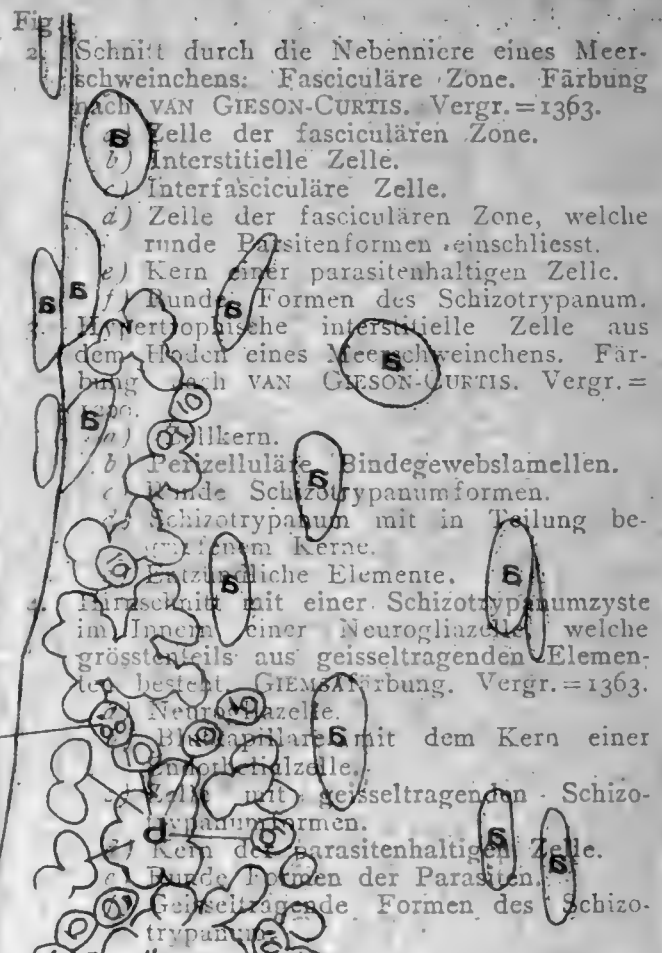 Fig.
2. Schnitt durch die Nebenniere eines Meer-
schweinchens: Fasciculäre Zone. Färbung
nach VAN GIESON-CURTIS. Vergr. = 1363.
a) Zelle der fasciculären Zone.
b) Interstitielle Zelle.
c) Interfasciculäre Zelle.
d) Zelle der fasciculären Zone, welche
runde Parsitenformen einschliesst.
e) Kern einer parasitenhaltigen Zelle.
f) Runde Formen des Schizotrypanum.
3. Hypertrophische interstitielle Zelle aus
dem Hoden eines Meerschweinchens. Fär-
bung nach VAN GIESON-CURTIS. Vergr. =
a) Zellkern.
b) Perizelluläre Bindegewebslamellen.
c) Runde Schizotrypanumformen.
d) Schizotrypanum mit in Teilung be-
griffenem Kerne.
Entzündliche Elemente.
4. Hirnschnitt mit einer Schizotrypanumzyste
im Innern einer Neurogliazelle, welche
grösstenteils aus geisseltragenden Elemen-
ten besteht. GIEMSAfärbung. Vergr. = 1363.
a) Neurogliazelle.
b) Blutkapillare mit dem Kern einer
Endothelialzelle.
c) Zelle mit geisseltragenden Schizo-
trypanumformen.
d) Kern der parasitenhaltigen Zelle.
e) Runde Formen der Parasiten.
Geisseltragende Formen des Schizo-
trypanum.